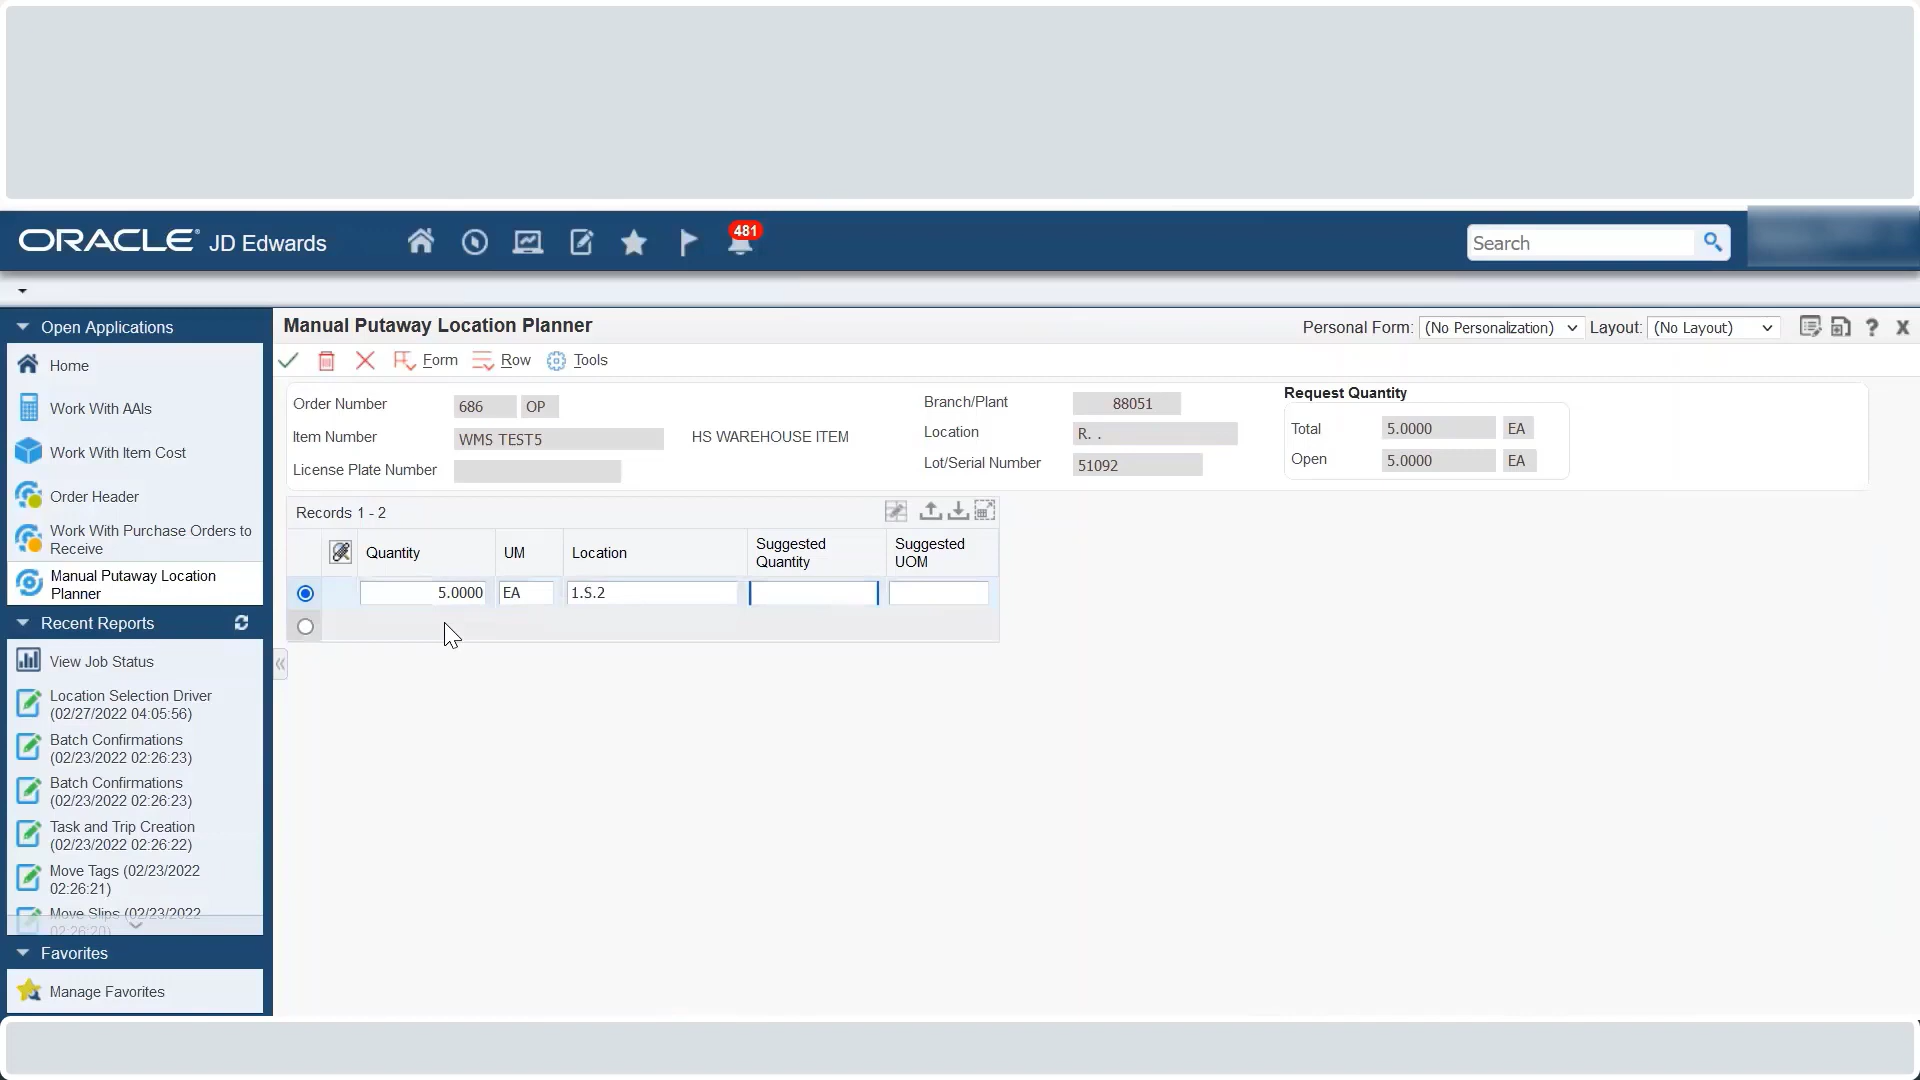 ORACLE® JD Edwards
481
Search
Open Applications
Home
Work With AAIs
Work With Item Cost
Order Header
Work With Purchase Orders to
Receive
Manual Putaway Location
Planner
Recent Reports
View Job Status
Location Selection Driver
(02/27/2022 04:05:56)
Batch Confirmations
(02/23/2022 02:26:23)
Batch Confirmations
(02/23/2022 02:26:23)
Task and Trip Creation
(02/23/2022 02:26:22)
Move Tags (02/23/2022
02:26:21)
Move Slips (02/23/2022
02:26:20)
Favorites
Manage Favorites
Manual Putaway Location Planner
Personal Form: (No Personalization) Layout: (No Layout) ? X
Form Row Tools
Order Number 686 OP
Item Number WMS TEST5 HS WAREHOUSE ITEM
License Plate Number
Branch/Plant 88051
Location R. .
Lot/Serial Number 51092
Request Quantity
Total 5.0000 EA
Open 5.0000 EA
Records 1 - 2
Quantity UM Location Suggested Quantity Suggested UOM
5.0000 EA 1.S.2